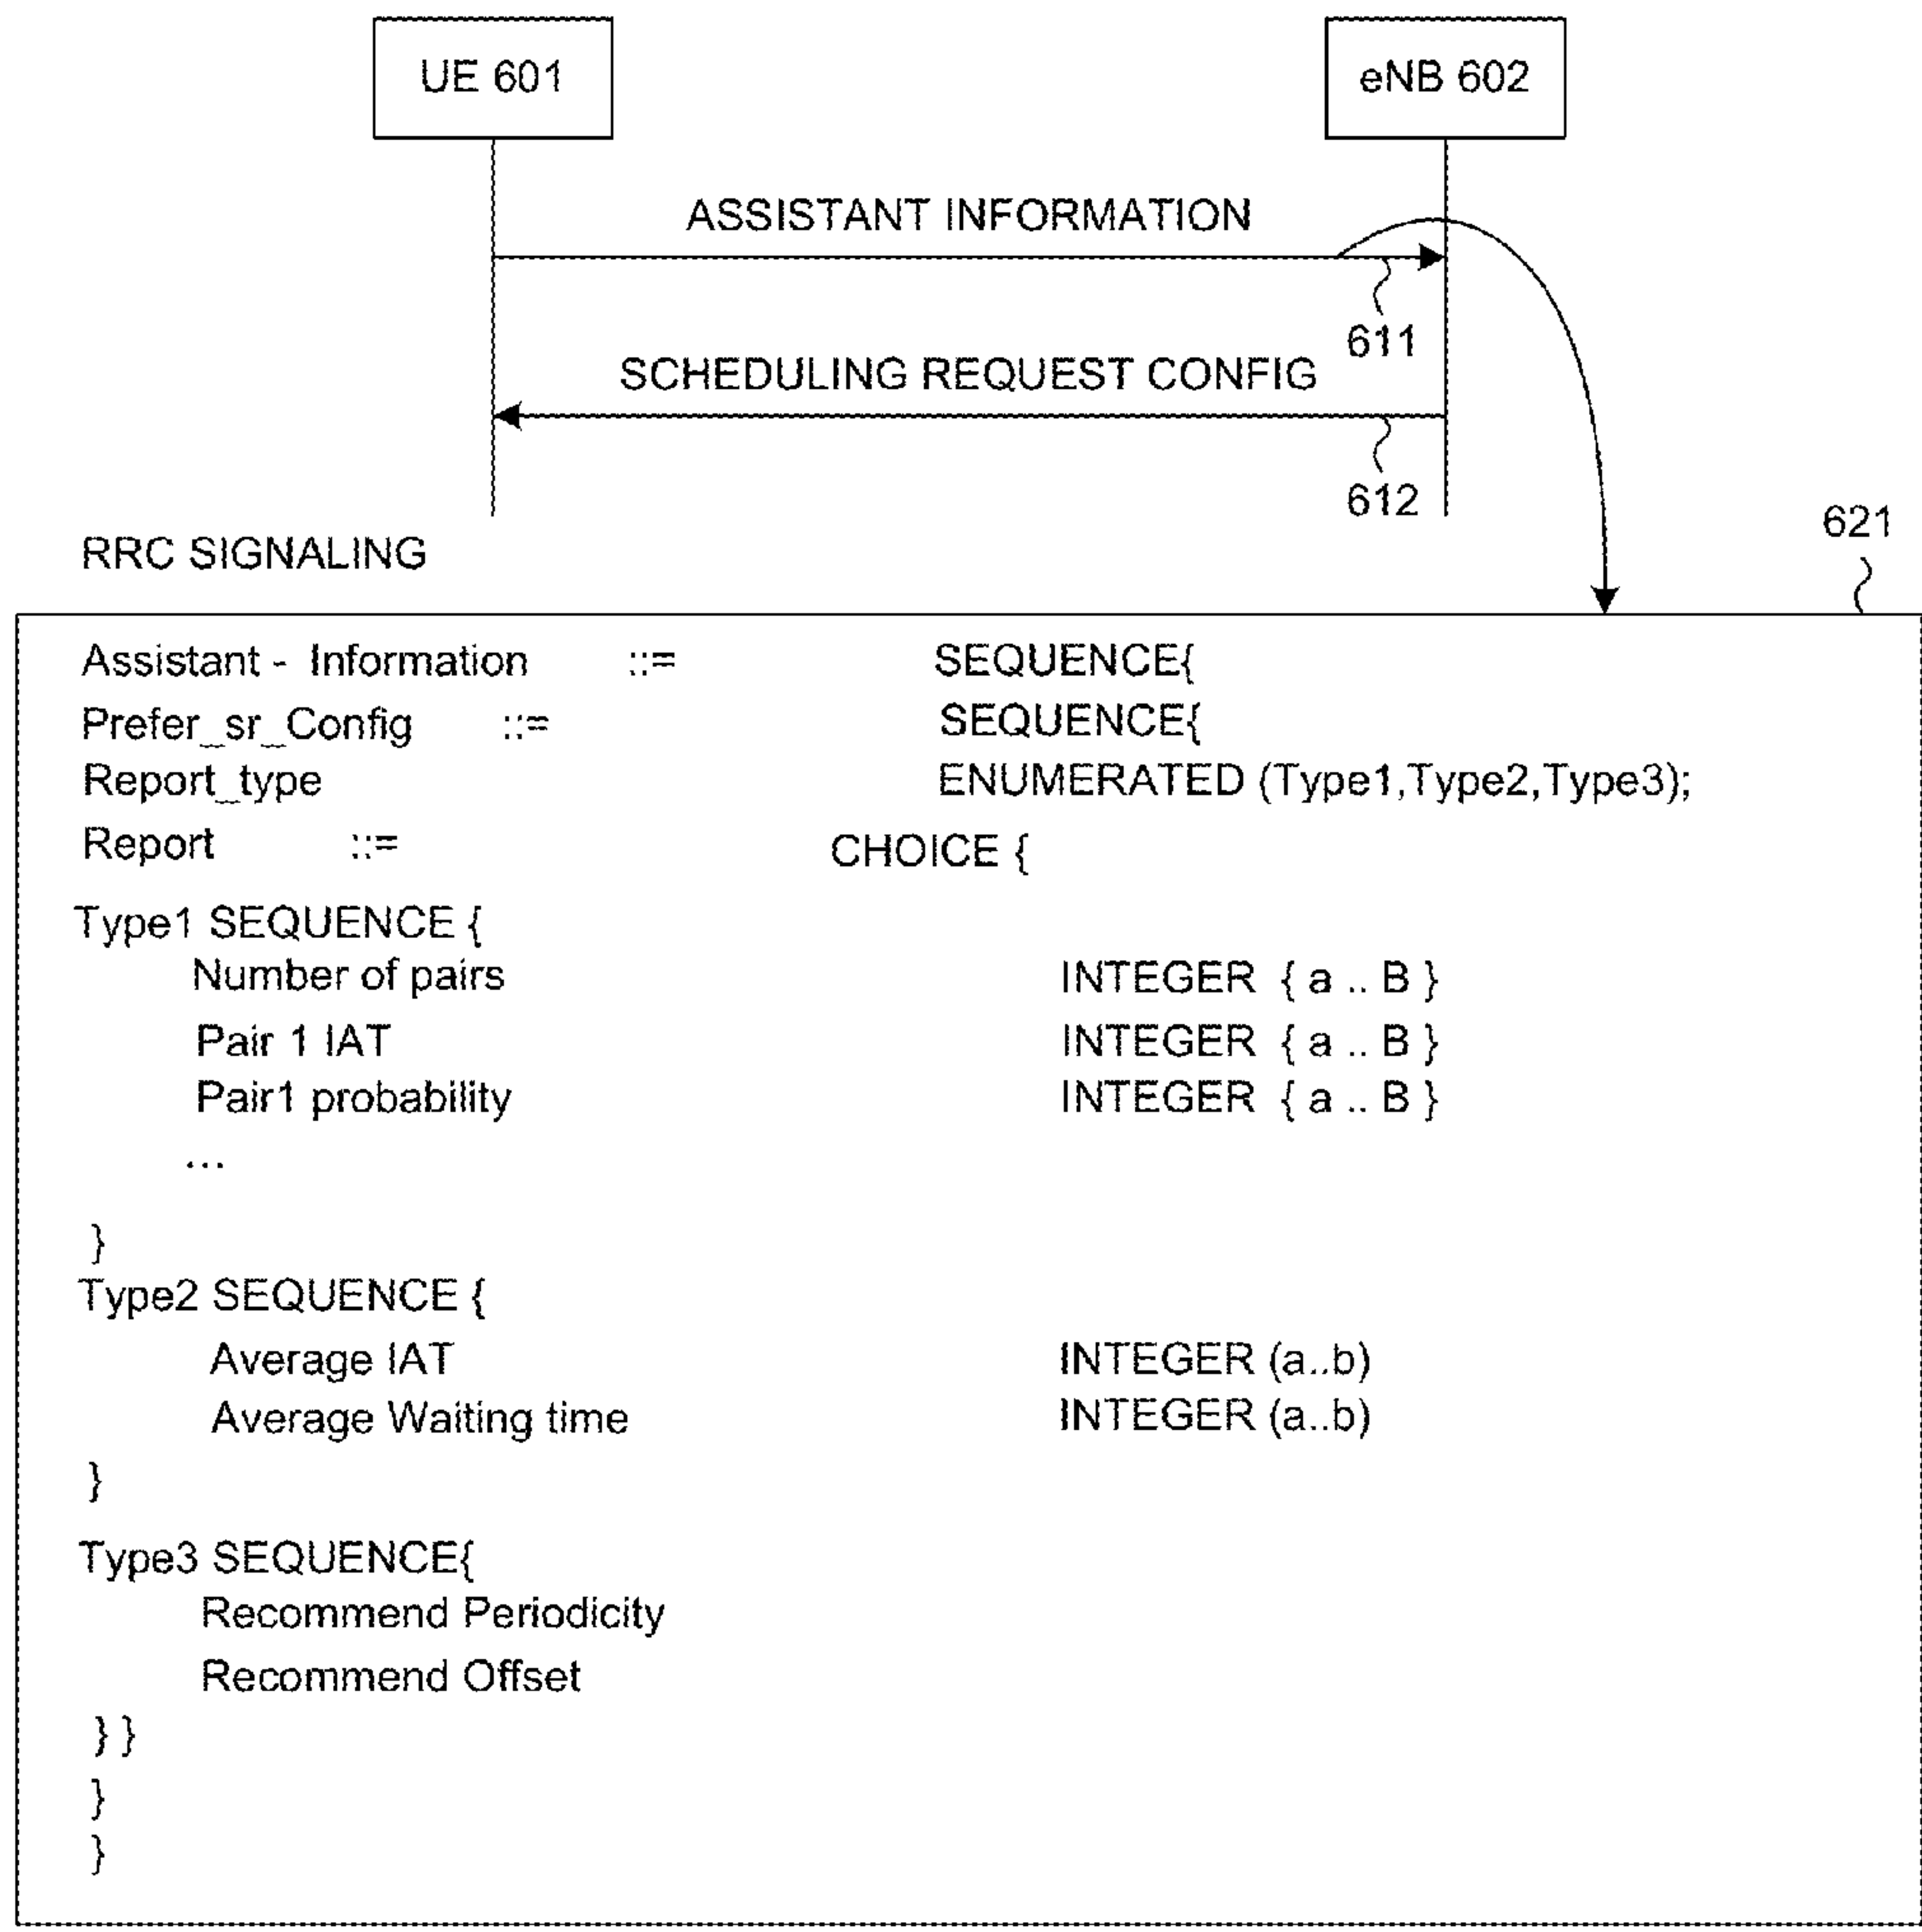 UE 601
eNB 602
ASSISTANT INFORMATION
611
SCHEDULING REQUEST CONFIG
612
621
RRC SIGNALING
Assistant - Information ::= SEQUENCE{
Prefer_sr_Config ::= SEQUENCE{
Report_type ENUMERATED (Type1,Type2,Type3);
Report ::= CHOICE {
Type1 SEQUENCE {
Number of pairs INTEGER { a .. B }
Pair 1 IAT INTEGER { a .. B }
Pair1 probability INTEGER { a .. B }
...
}
Type2 SEQUENCE {
Average IAT INTEGER (a..b)
Average Waiting time INTEGER (a..b)
}
Type3 SEQUENCE{
Recommend Periodicity
Recommend Offset
} }
}
}